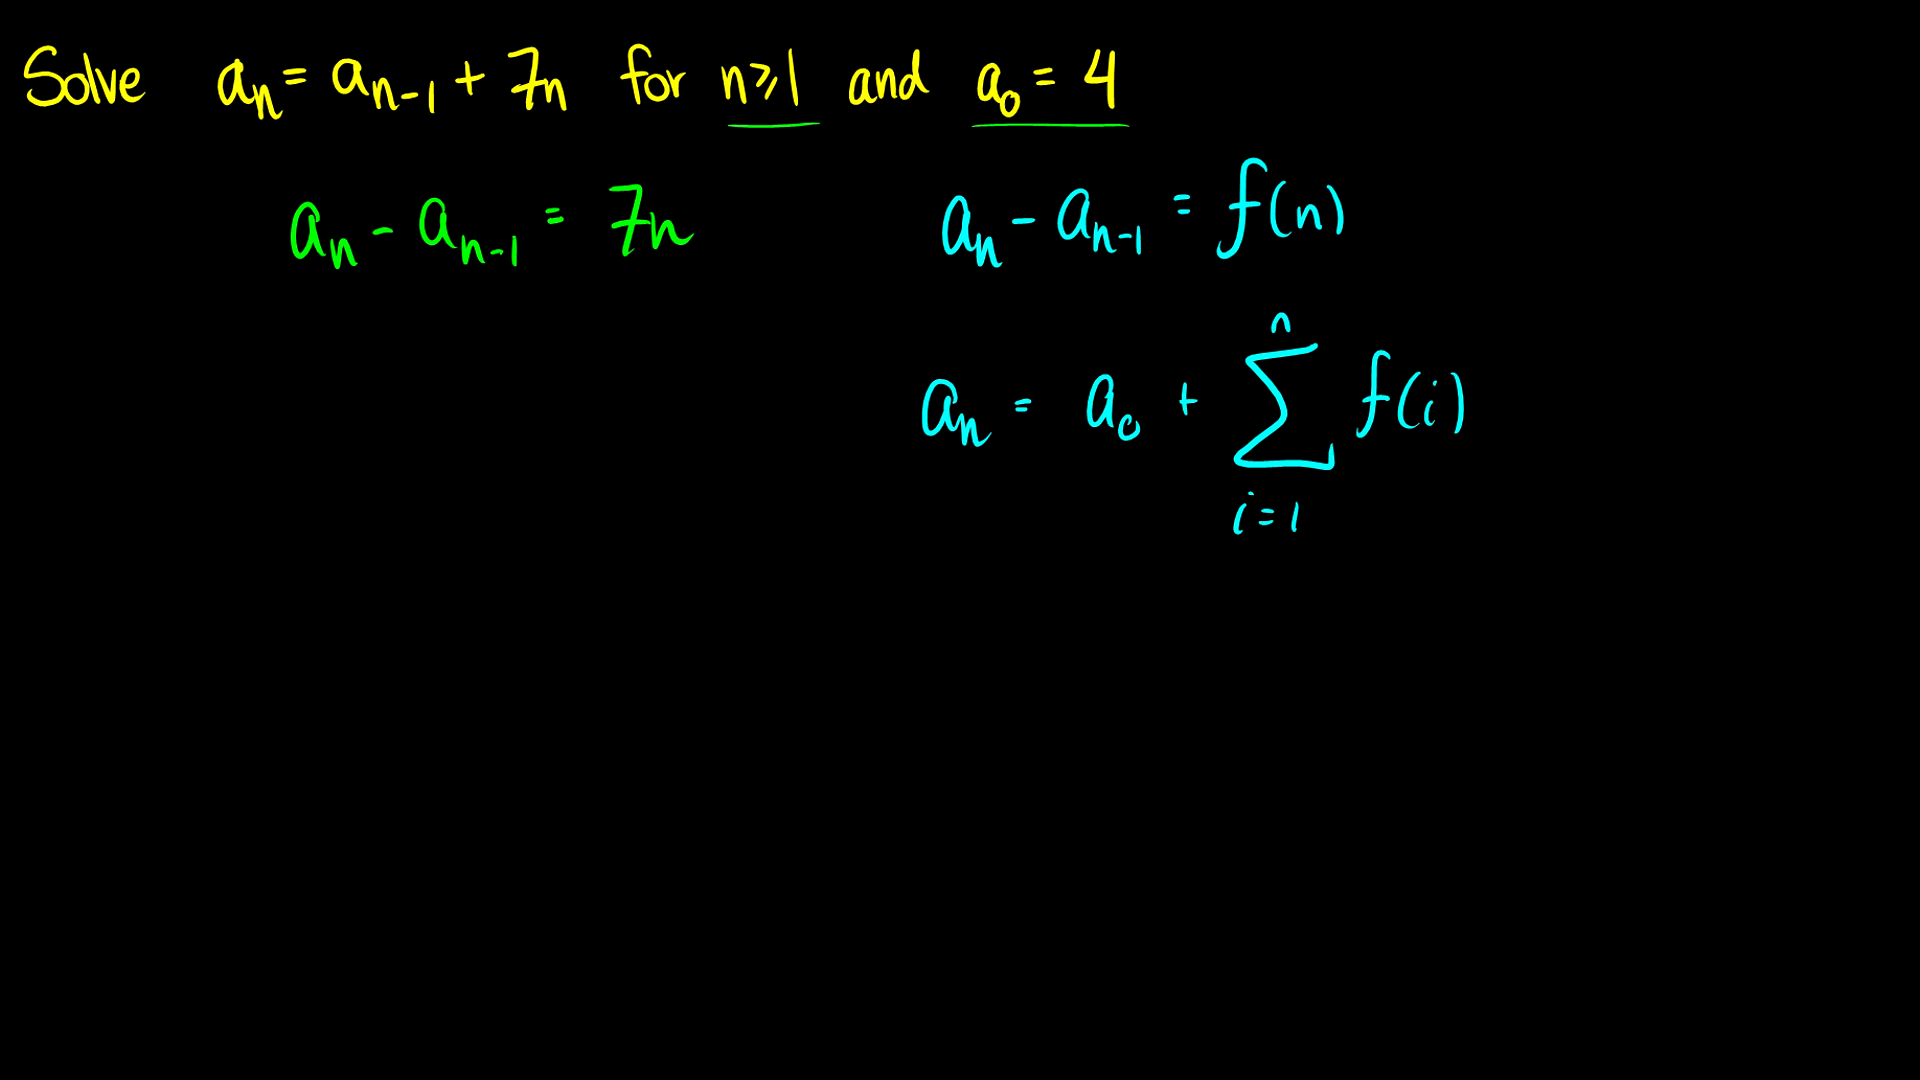 Solve aₙ = aₙ₋₁ + 7n for n ≥ 1 and a₀ = 4
aₙ - aₙ₋₁ = 7n
aₙ - aₙ₋₁ = f(n)
aₙ = a₀ + ∑ⁿᵢ₌₁ f(i)